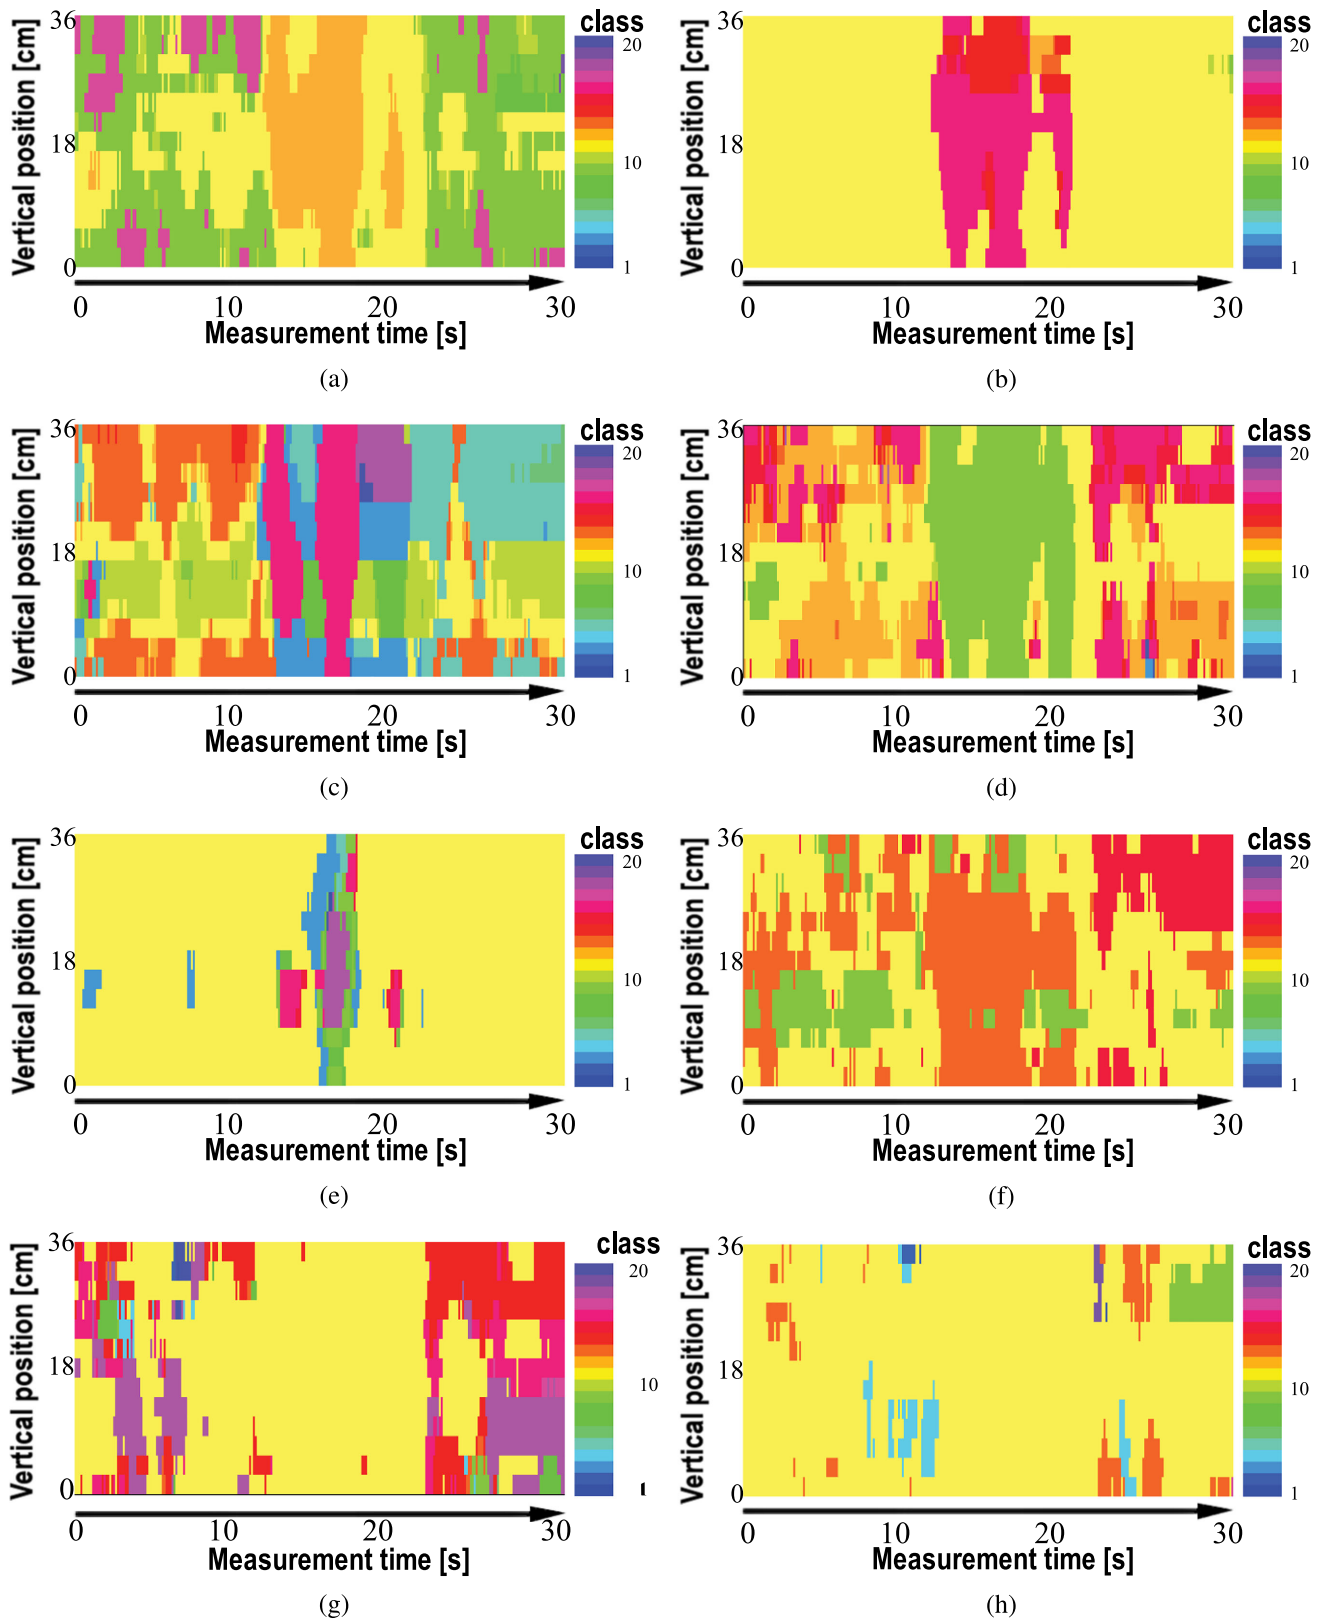 36 class 36 class
20 20
Vertical position [cm] 18 10 Vertical position [cm] 18 10
0 1 0 1
0 10 20 30 0 10 20 30
Measurement time [s] Measurement time [s]
(a) (b)
36 class 36 class
20 20
Vertical position [cm] 18 10 Vertical position [cm] 18 10
0 1 0 1
0 10 20 30 0 10 20 30
Measurement time [s] Measurement time [s]
(c) (d)
36 class 36 class
20 20
Vertical position [cm] 18 10 Vertical position [cm] 18 10
0 1 0 1
0 10 20 30 0 10 20 30
Measurement time [s] Measurement time [s]
(e) (f)
36 class 36 class
20 20
Vertical position [cm] 18 10 Vertical position [cm] 18 10
0 1 0 1
0 10 20 30 0 10 20 30
Measurement time [s] Measurement time [s]
(g) (h)